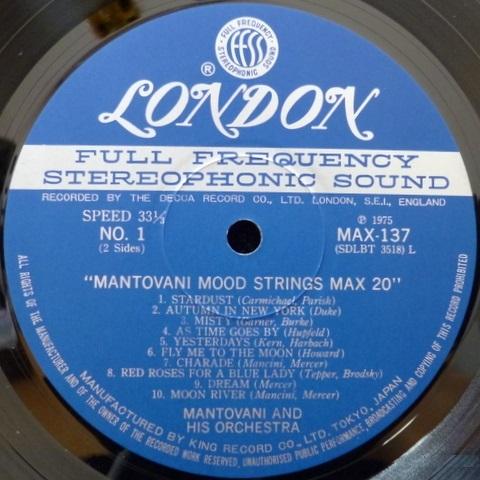 FULL FREQUENCY
FFSS
STEREOPHONIC SOUND
®
LONDON
FULL FREQUENCY
STEREOPHONIC SOUND
RECORDED BY THE DECCA RECORD CO., LTD. LONDON, S.E.I., ENGLAND
SPEED 33⅓
℗ 1975
NO. 1
MAX-137
(2 Sides)
(SDLBT 3518) L
"MANTOVANI MOOD STRINGS MAX 20"
1. STARDUST (Carmichael, Parish)
2. AUTUMN IN NEW YORK (Duke)
3. MISTY (Garner, Burke)
4. AS TIME GOES BY (Hupfeld)
5. YESTERDAYS (Kern, Harbach)
6. FLY ME TO THE MOON (Howard)
CHARADE (Mancini, Mercer)
8. RED ROSES FOR A BLUE LADY (Tepper, Brodsky)
9. DREAM (Mercer)
10. MOON RIVER (Mancini, Mercer)
MANTOVANI AND
HIS ORCHESTRA
MANUFACTURED BY KING RECORD CO., LTD. TOKYO, JAPAN
ALL RIGHTS OF THE MANUFACTURER AND OF THE OWNER OF THE RECORDED WORK RESERVED, UNAUTHORISED PUBLIC PERFORMANCE, BROADCASTING AND COPYING OF THIS RECORD PROHIBITED